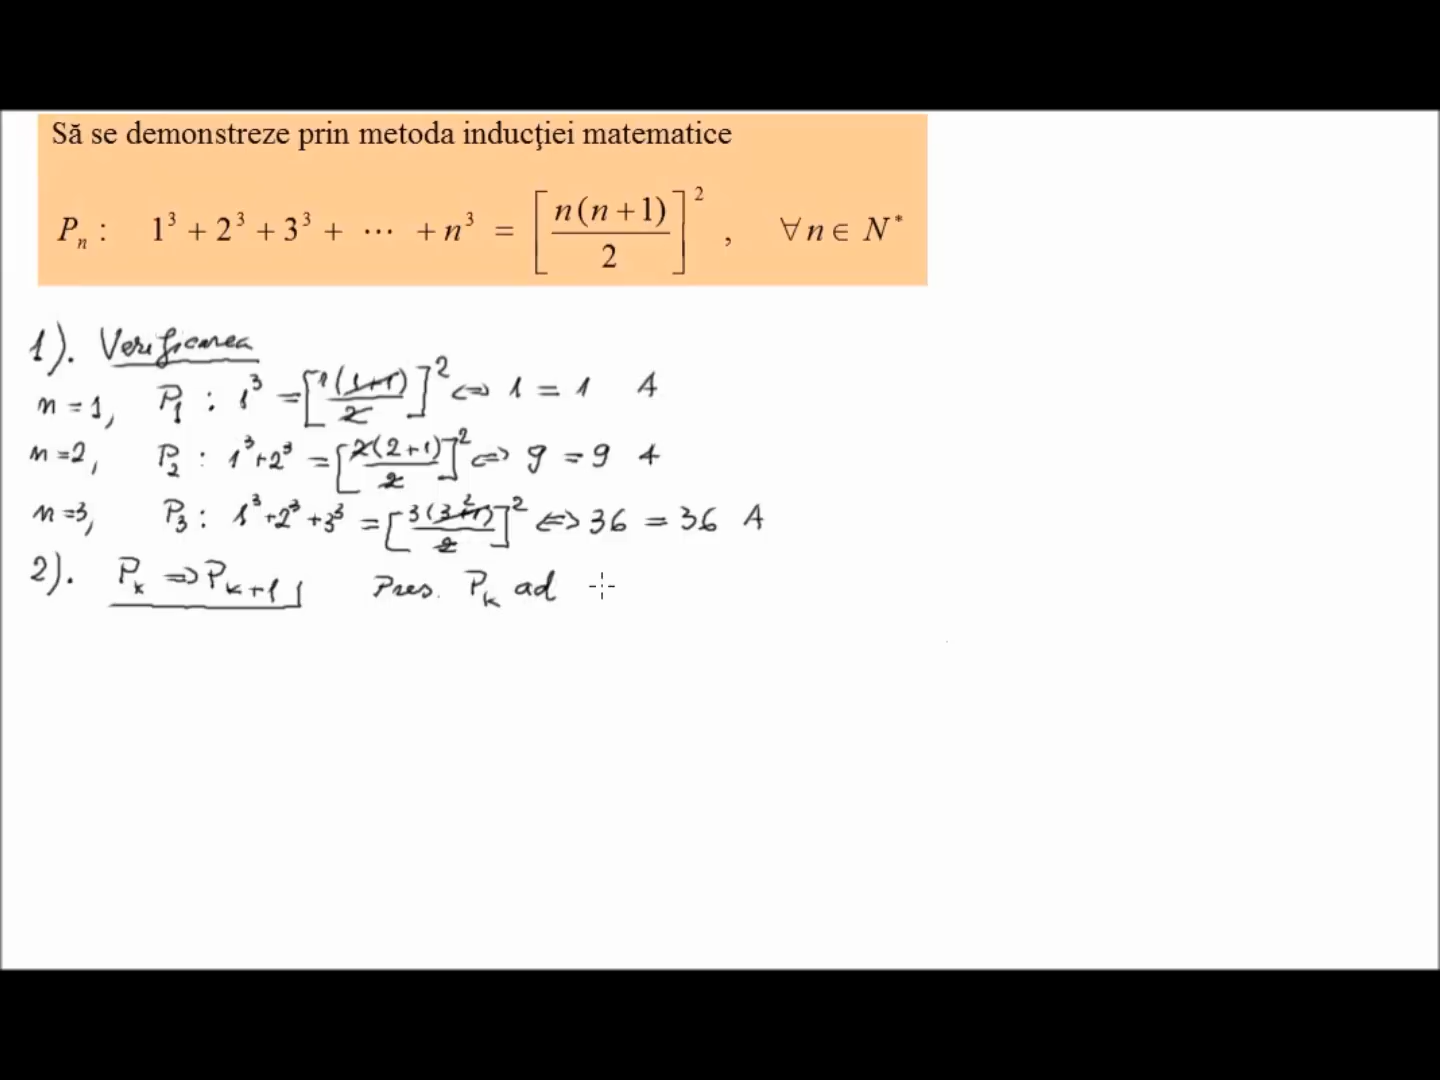 Să se demonstreze prin metoda inducţiei matematice
Pₙ : 1³ + 2³ + 3³ + ⋯ + n³ = [n(n+1)/2]² , ∀n ∈ N*
1). Verificarea
n=1, P₁ : 1³ = [1(1+1)/2]² ⇔ 1 = 1 A
n=2, P₂ : 1³+2³ = [2(2+1)/2]² ⇔ 9 = 9 A
n=3, P₃ : 1³+2³+3³ = [3(3+1)/2]² ⇔ 36 = 36 A
2). Pₖ ⇒ Pₖ₊₁ Pres. Pₖ ad